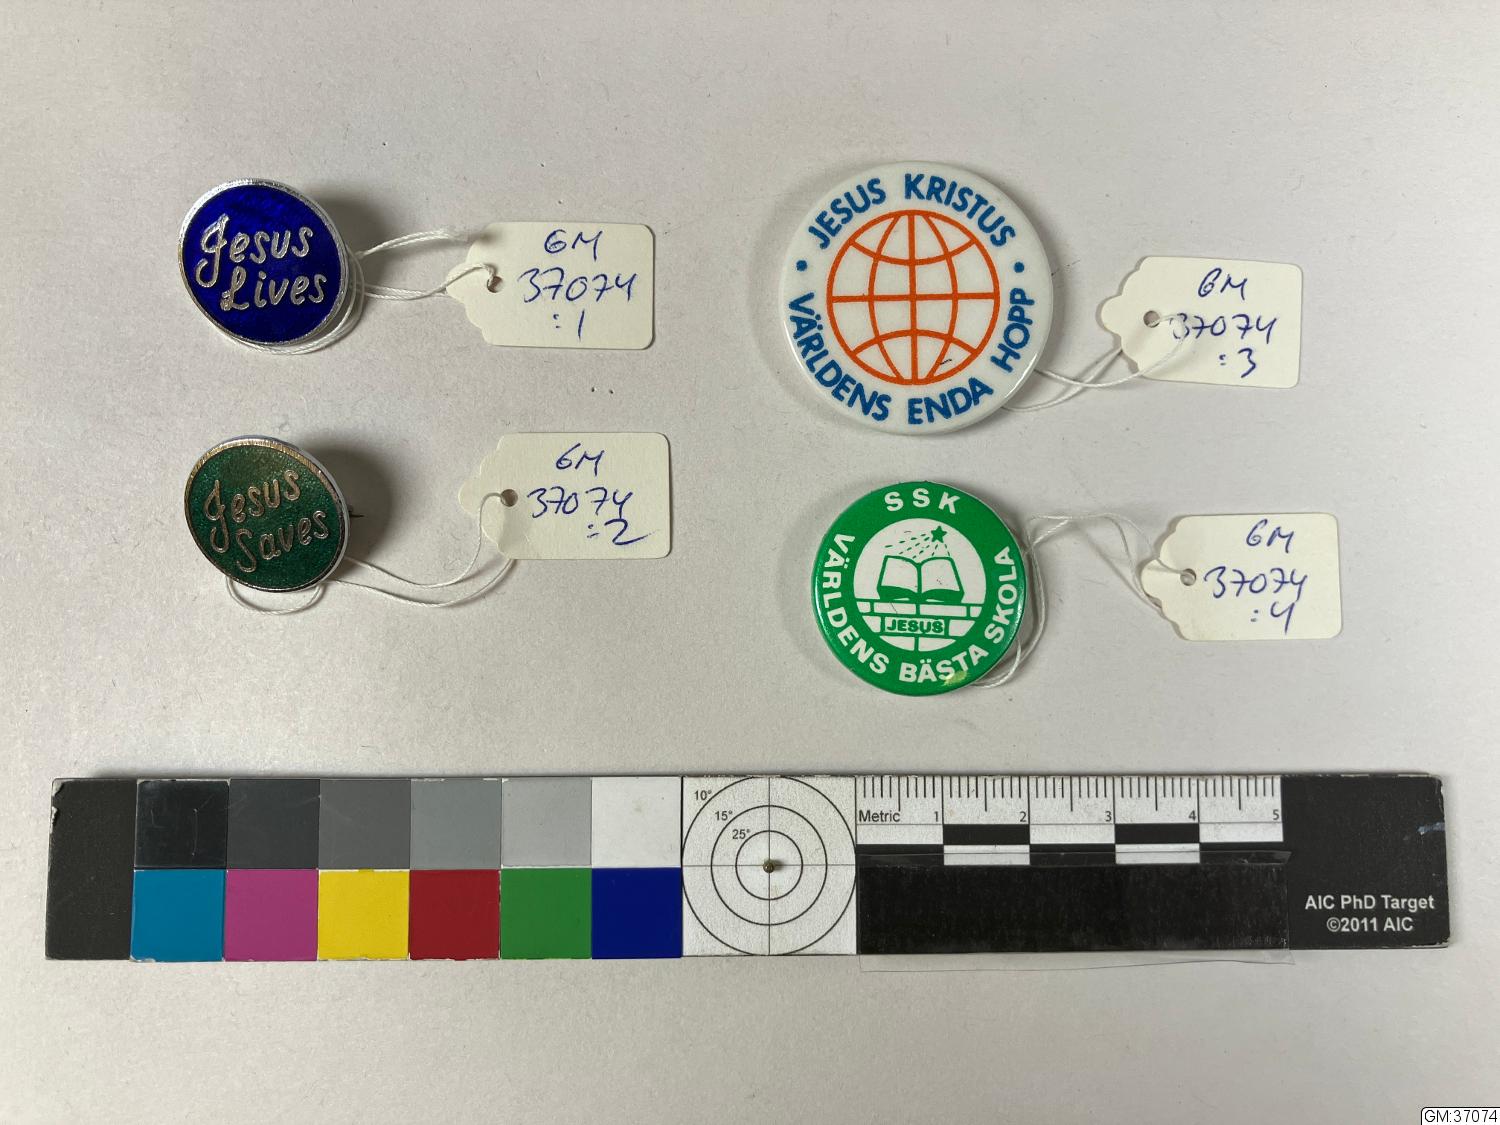 Jesus
Lives
GM
37074
:1
JESUS KRISTUS
• VÄRLDENS ENDA HOPP •
GM
37074
:3
Jesus
Saves
GM
37074
:2
SSK
VÄRLDENS BÄSTA SKOLA
JESUS
GM
37074
:4
10°
15°
25°
Metric 1 2 3 4 5
AIC PhD Target
©2011 AIC
GM:37074